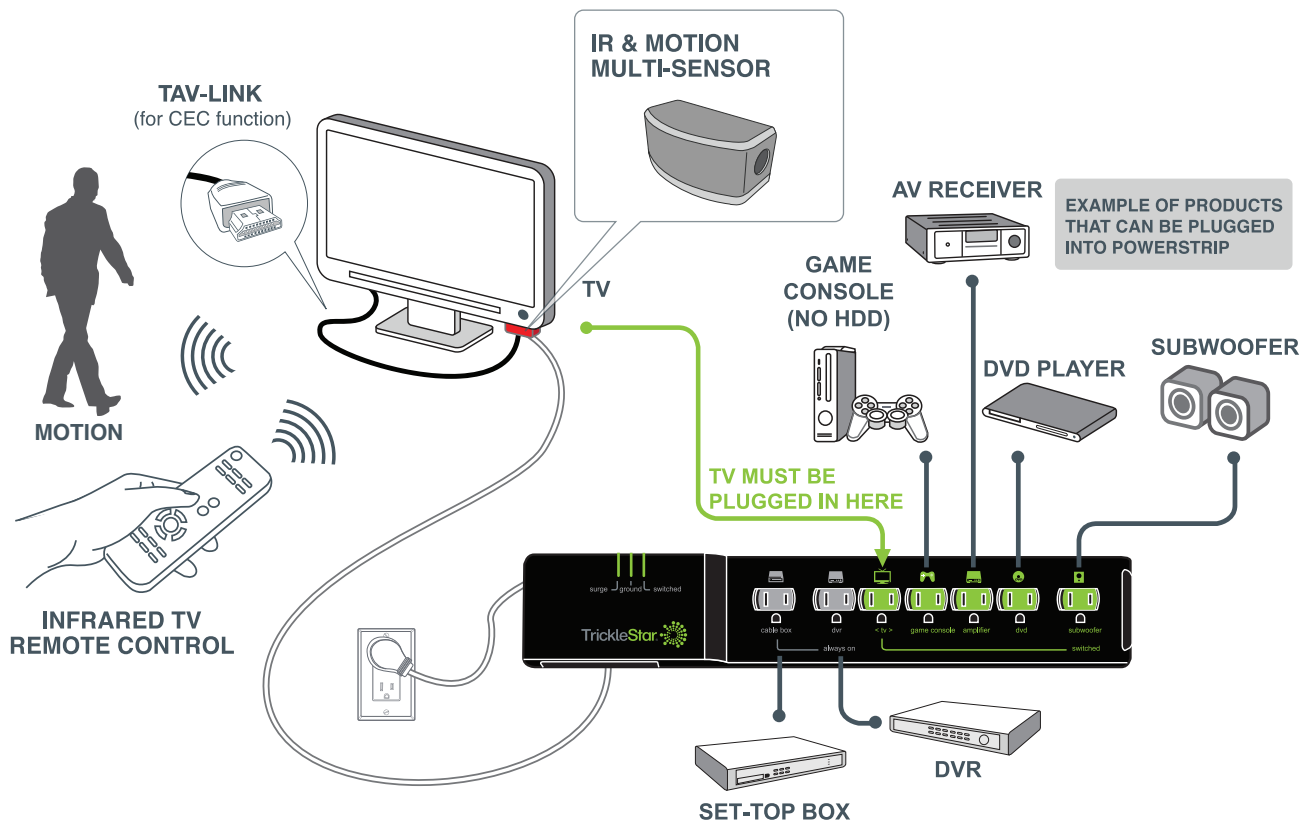 IR & MOTION
MULTI-SENSOR
TAV-LINK
(for CEC function)
AV RECEIVER
EXAMPLE OF PRODUCTS
THAT CAN BE PLUGGED
INTO POWERSTRIP
GAME
CONSOLE
(NO HDD)
TV
SUBWOOFER
DVD PLAYER
MOTION
TV MUST BE
PLUGGED IN HERE
INFRARED TV
REMOTE CONTROL
surge ground switched
TrickleStar
cable box dvr < tv > game console amplifier dvd subwoofer
always on switched
DVR
SET-TOP BOX